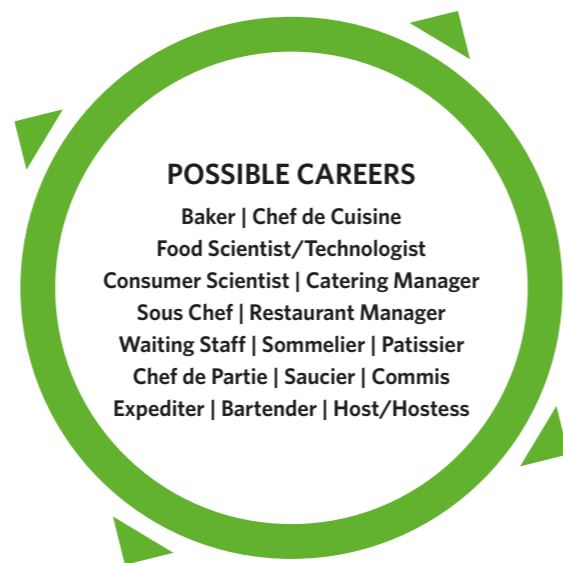 POSSIBLE CAREERS
Baker | Chef de Cuisine
Food Scientist/Technologist
Consumer Scientist | Catering Manager
Sous Chef | Restaurant Manager
Waiting Staff | Sommelier | Patissier
Chef de Partie | Saucier | Commis
Expediter | Bartender | Host/Hostess